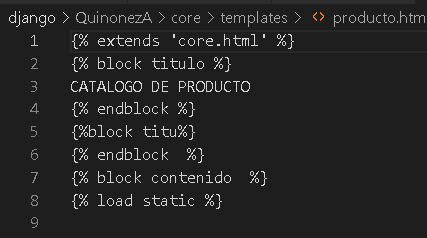 django > QuinonezA > core > templates > <> producto.htm
1 {% extends 'core.html' %}
2 {% block titulo %}
3 CATALOGO DE PRODUCTO
4 {% endblock %}
5 {%block titu%}
6 {% endblock  %}
7 {% block contenido  %}
8 {% load static %}
9